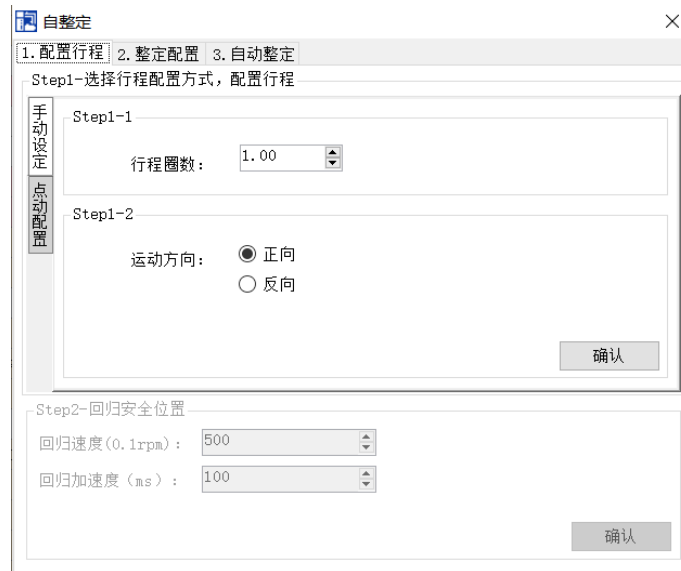 自整定
1.配置行程 2.整定配置 3.自动整定
Step1-选择行程配置方式，配置行程
手动设定
点动配置
Step1-1
行程圈数： 1.00
Step1-2
运动方向： 正向
反向
确认
Step2-回归安全位置
回归速度(0.1rpm)： 500
回归加速度（ms）： 100
确认